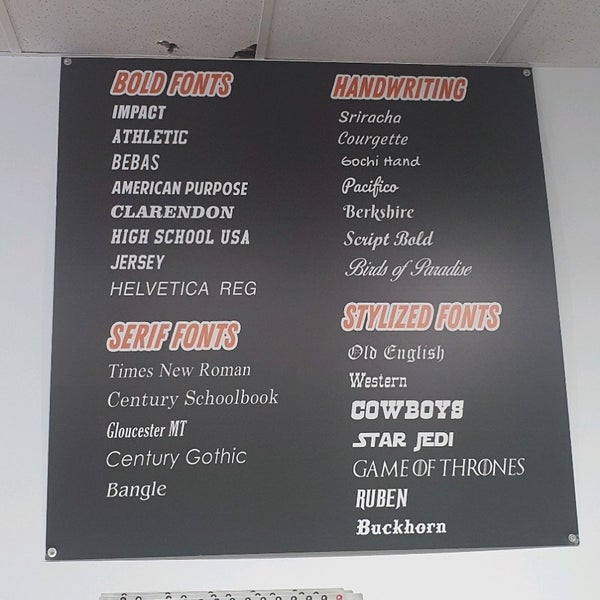 BOLD FONTS
IMPACT
ATHLETIC
BEBAS
AMERICAN PURPOSE
CLARENDON
HIGH SCHOOL USA
JERSEY
HELVETICA REG
SERIF FONTS
Times New Roman
Century Schoolbook
Gloucester MT
Century Gothic
Bangle
HANDWRITING
Sriracha
Courgette
Gochi Hand
Pacifico
Berkshire
Script Bold
Birds of Paradise
STYLIZED FONTS
Old English
Western
COWBOYS
STAR JEDI
GAME OF THRONES
RUBEN
Buckhorn